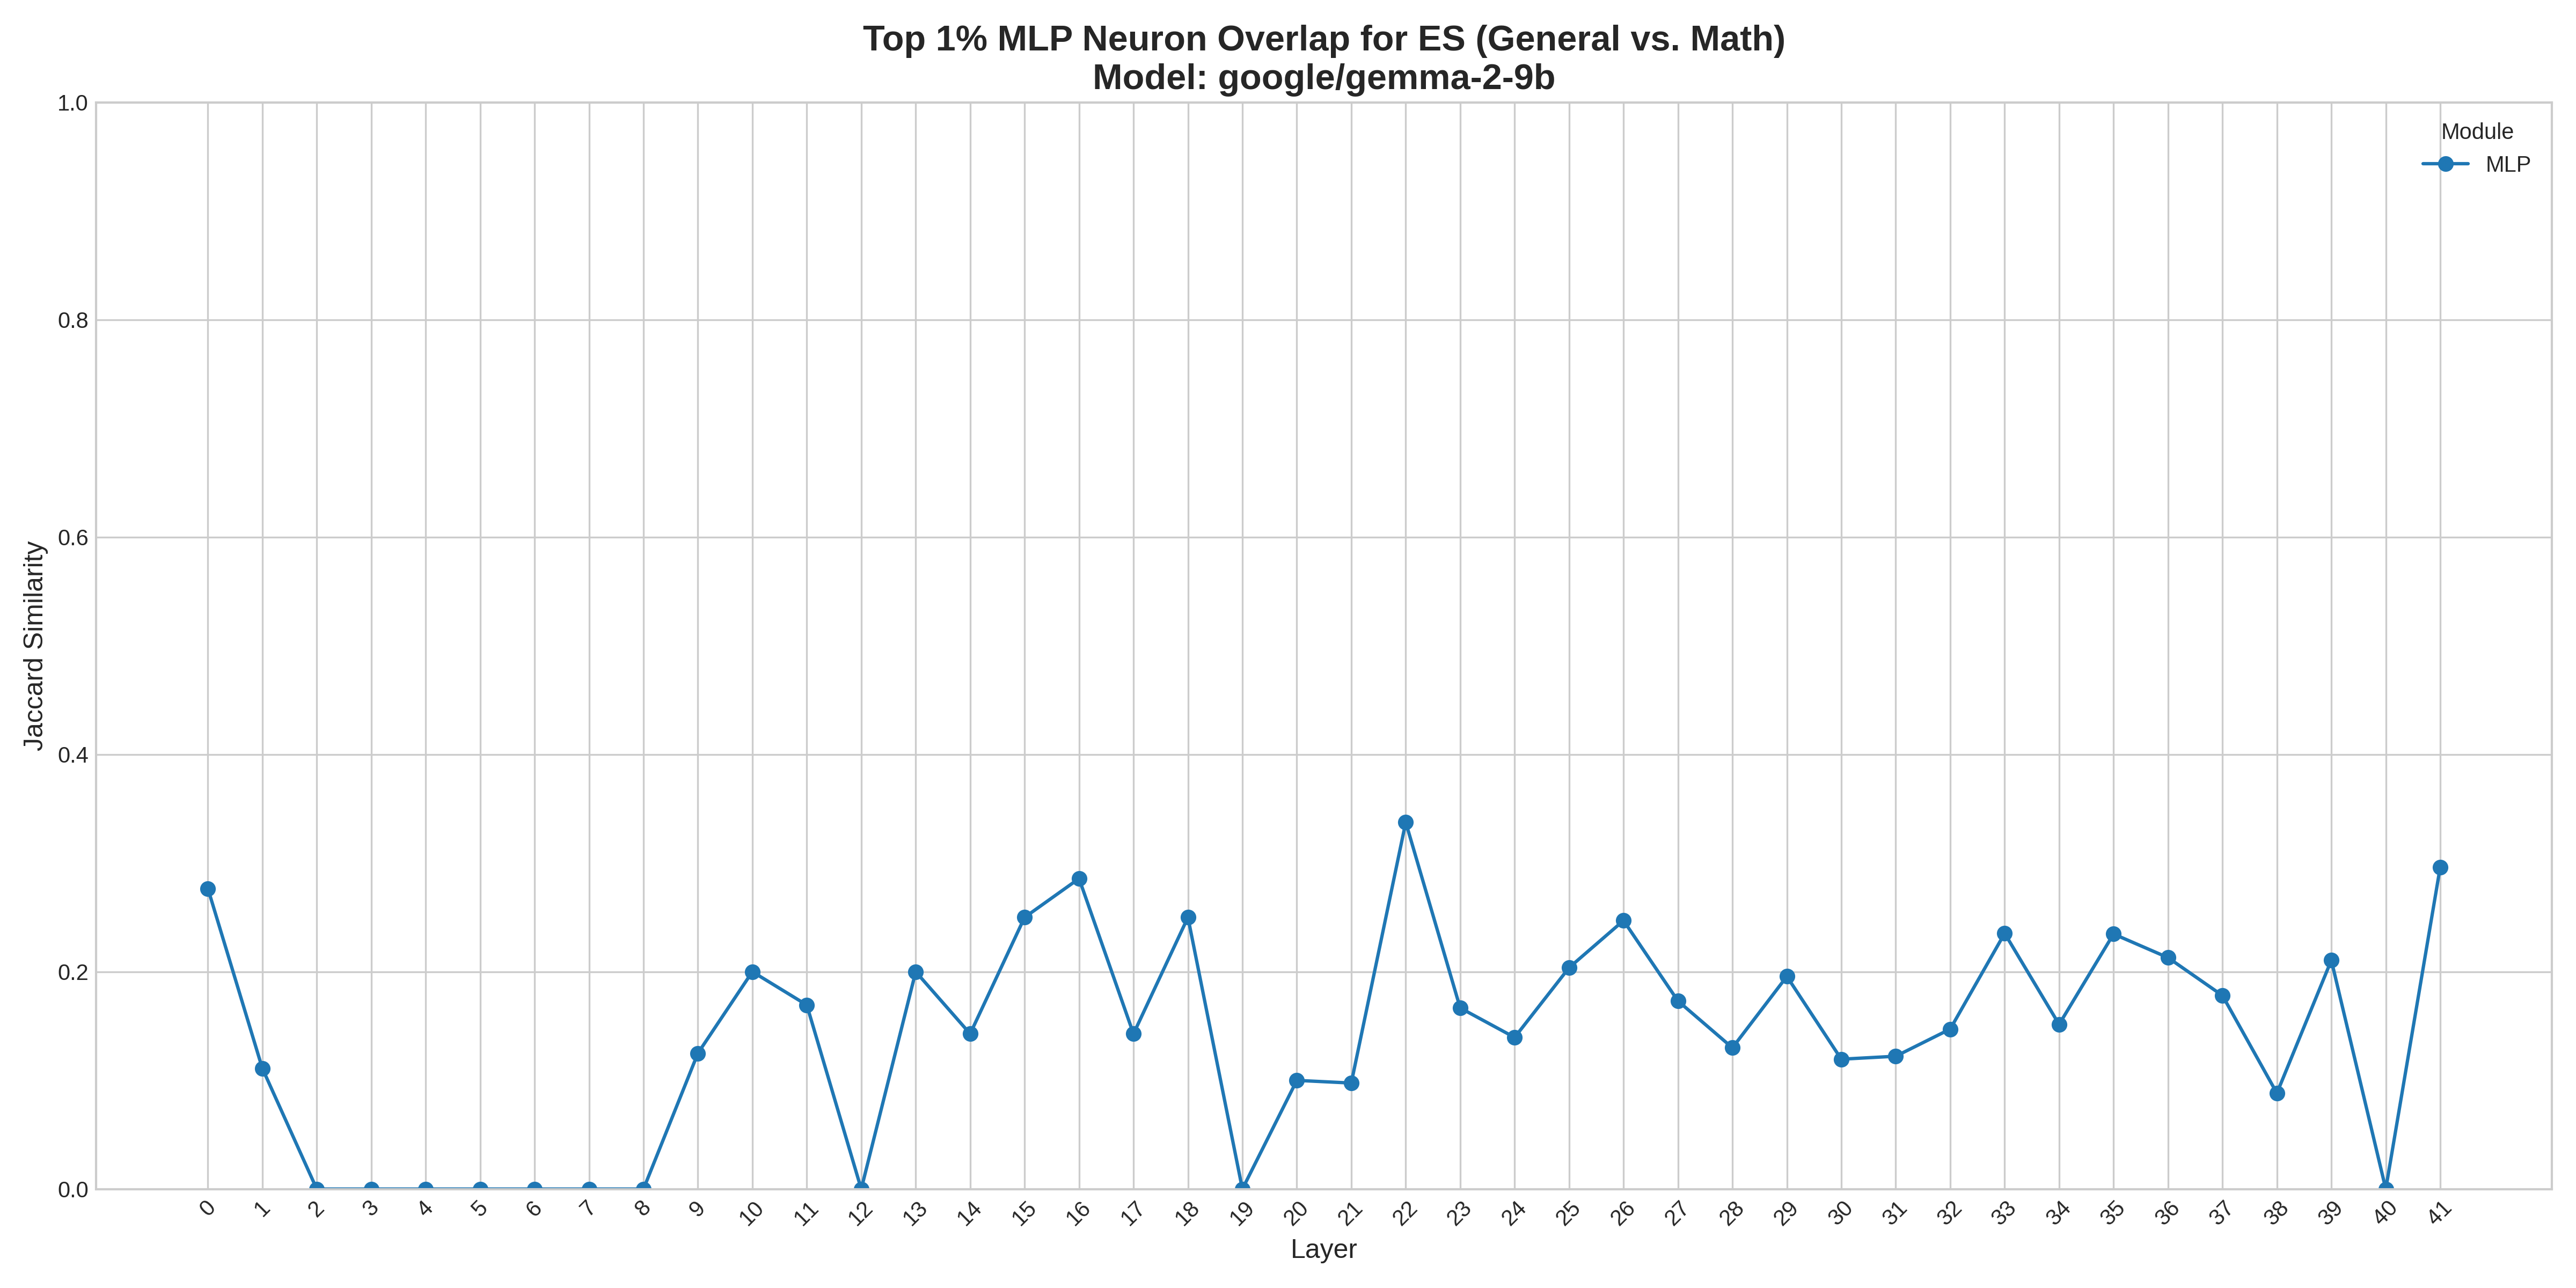 Top 1% MLP Neuron Overlap for ES (General vs. Math)
Model: google/gemma-2-9b
Module
MLP
Jaccard Similarity
1.0
0.8
0.6
0.4
0.2
0.0
0 1 2 3 4 5 6 7 8 9 10 11 12 13 14 15 16 17 18 19 20 21 22 23 24 25 26 27 28 29 30 31 32 33 34 35 36 37 38 39 40 41
Layer